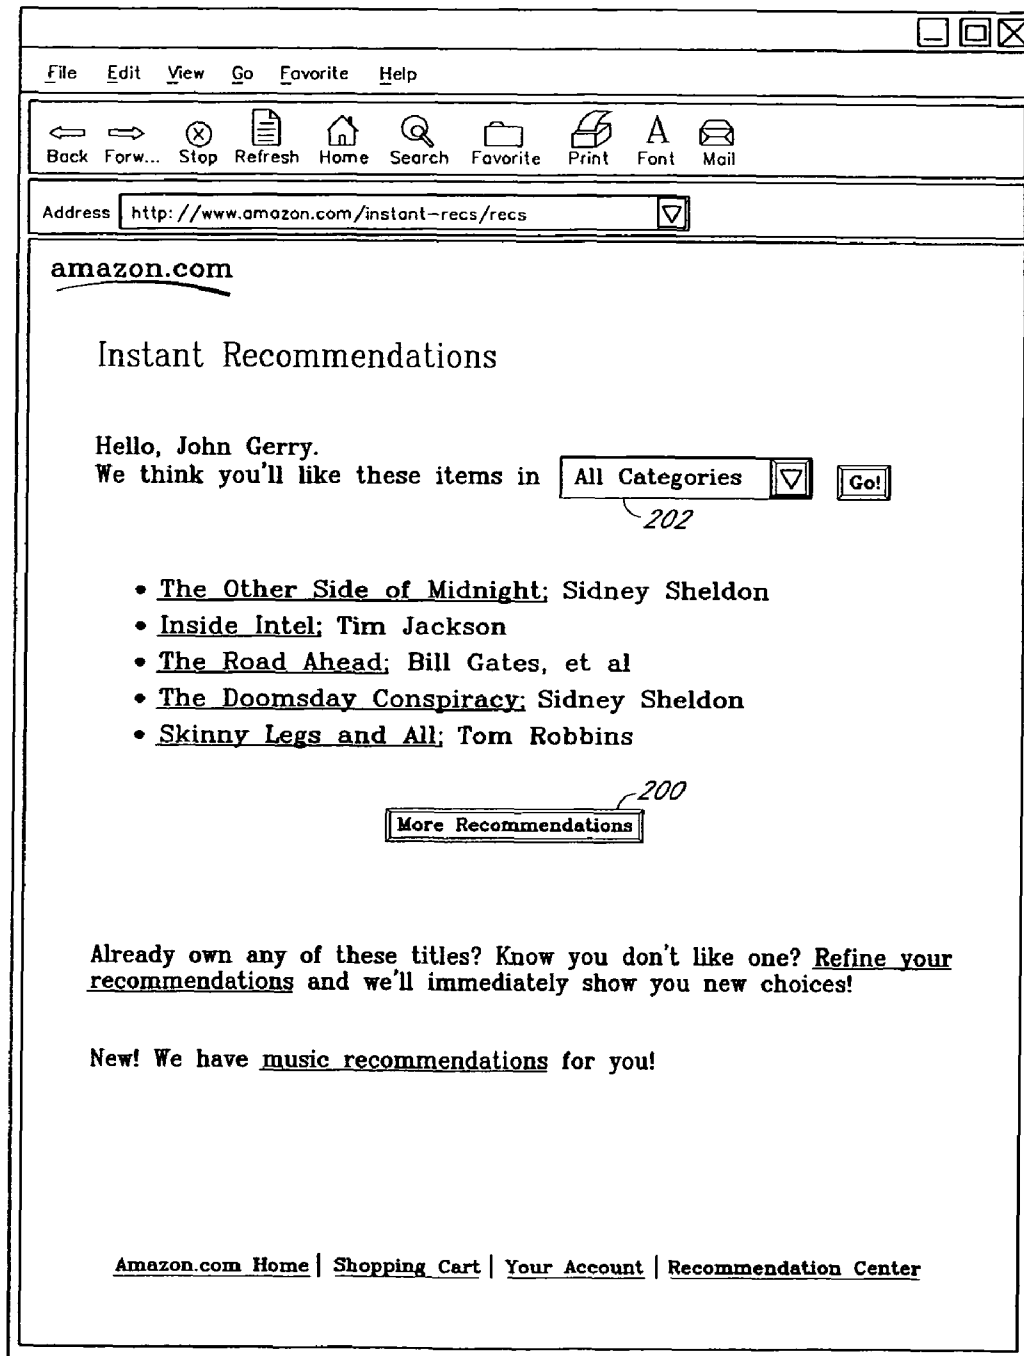 File Edit View Go Favorite Help
Back Forw... Stop Refresh Home Search Favorite Print Font Mail
Address http://www.amazon.com/instant-recs/recs
amazon.com
Instant Recommendations
Hello, John Gerry.
We think you'll like these items in All Categories Go!
202
• The Other Side of Midnight; Sidney Sheldon
• Inside Intel; Tim Jackson
• The Road Ahead; Bill Gates, et al
• The Doomsday Conspiracy; Sidney Sheldon
• Skinny Legs and All; Tom Robbins
200
More Recommendations
Already own any of these titles? Know you don't like one? Refine your
recommendations and we'll immediately show you new choices!
New! We have music recommendations for you!
Amazon.com Home | Shopping Cart | Your Account | Recommendation Center